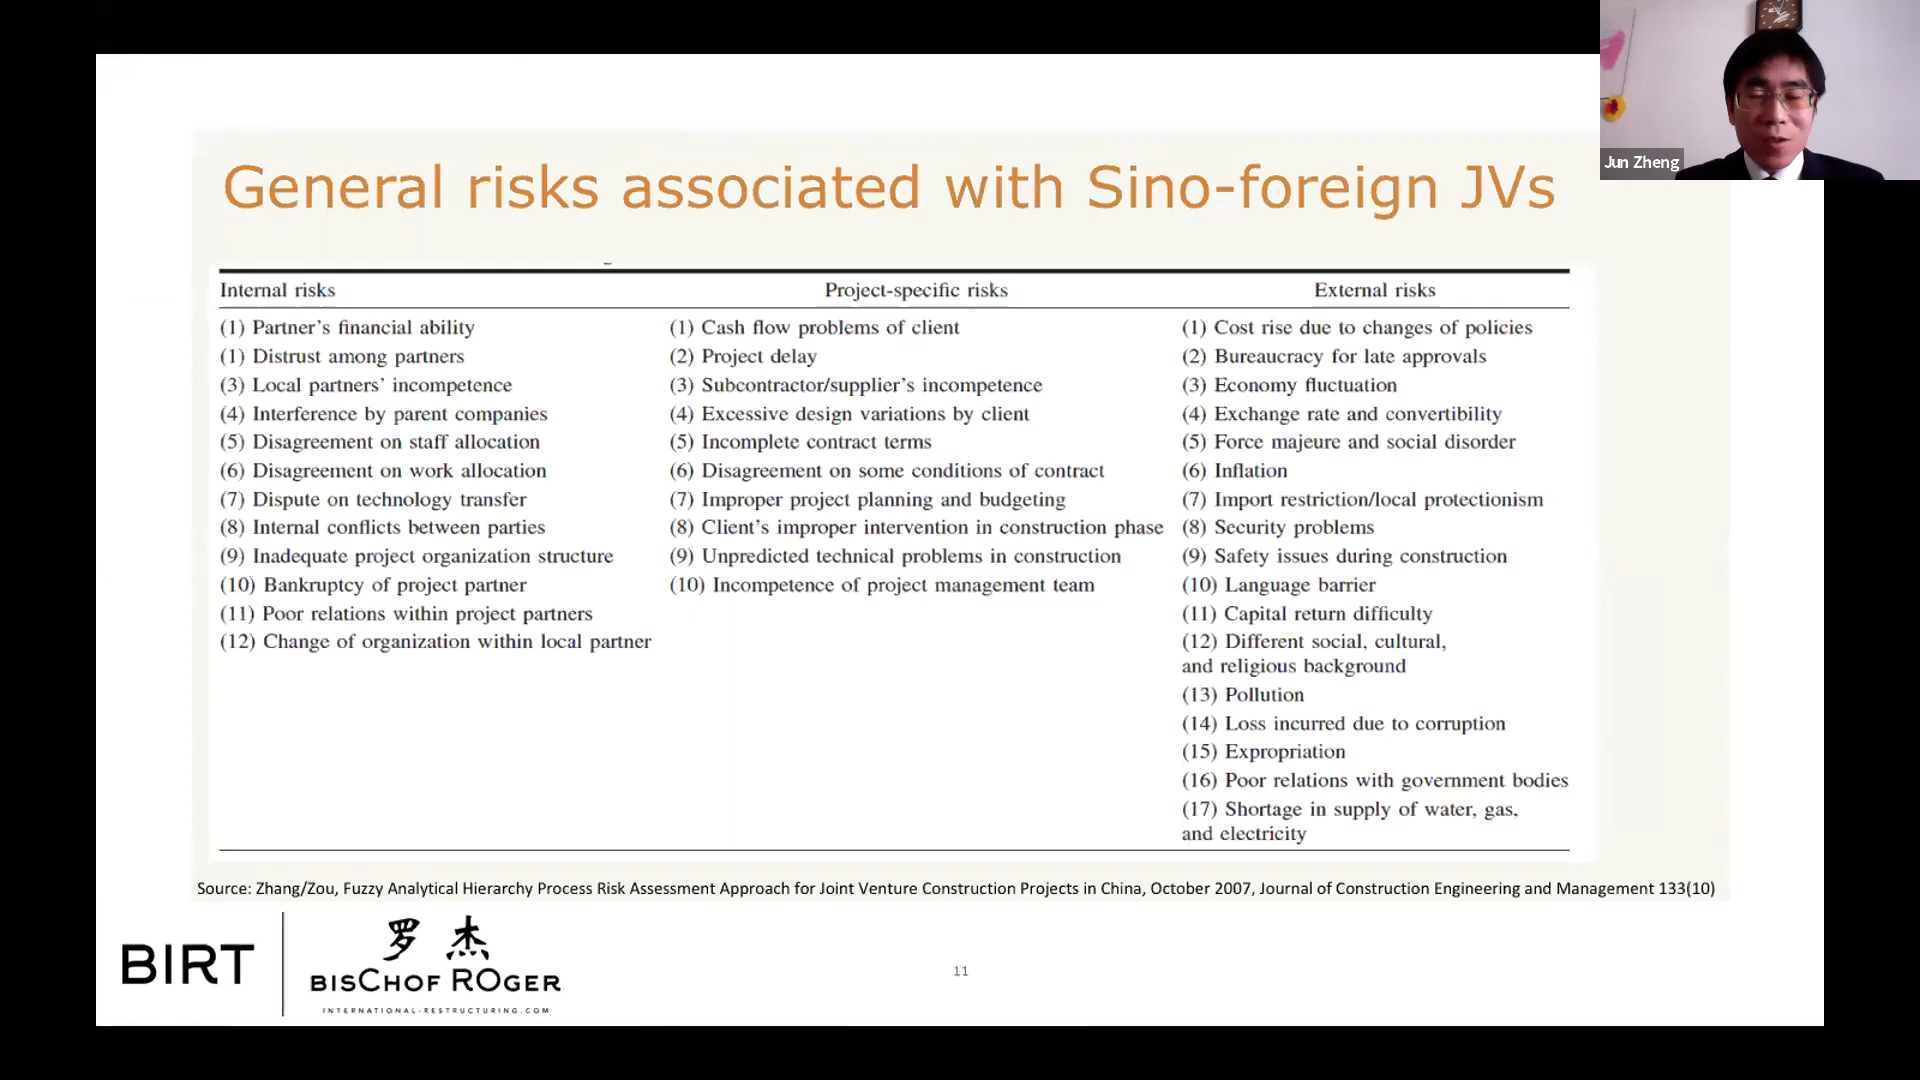 General risks associated with Sino-foreign JVs
Jun Zheng
Internal risks
(1) Partner's financial ability
(1) Distrust among partners
(3) Local partners' incompetence
(4) Interference by parent companies
(5) Disagreement on staff allocation
(6) Disagreement on work allocation
(7) Dispute on technology transfer
(8) Internal conflicts between parties
(9) Inadequate project organization structure
(10) Bankruptcy of project partner
(11) Poor relations within project partners
(12) Change of organization within local partner
Project-specific risks
(1) Cash flow problems of client
(2) Project delay
(3) Subcontractor/supplier's incompetence
(4) Excessive design variations by client
(5) Incomplete contract terms
(6) Disagreement on some conditions of contract
(7) Improper project planning and budgeting
(8) Client's improper intervention in construction phase
(9) Unpredicted technical problems in construction
(10) Incompetence of project management team
External risks
(1) Cost rise due to changes of policies
(2) Bureaucracy for late approvals
(3) Economy fluctuation
(4) Exchange rate and convertibility
(5) Force majeure and social disorder
(6) Inflation
(7) Import restriction/local protectionism
(8) Security problems
(9) Safety issues during construction
(10) Language barrier
(11) Capital return difficulty
(12) Different social, cultural,
and religious background
(13) Pollution
(14) Loss incurred due to corruption
(15) Expropriation
(16) Poor relations with government bodies
(17) Shortage in supply of water, gas,
and electricity
Source: Zhang/Zou, Fuzzy Analytical Hierarchy Process Risk Assessment Approach for Joint Venture Construction Projects in China, October 2007, Journal of Construction Engineering and Management 133(10)
BIRT
罗 杰
BISCHOF ROGER
INTERNATIONAL-RESTRUCTURING.COM
11